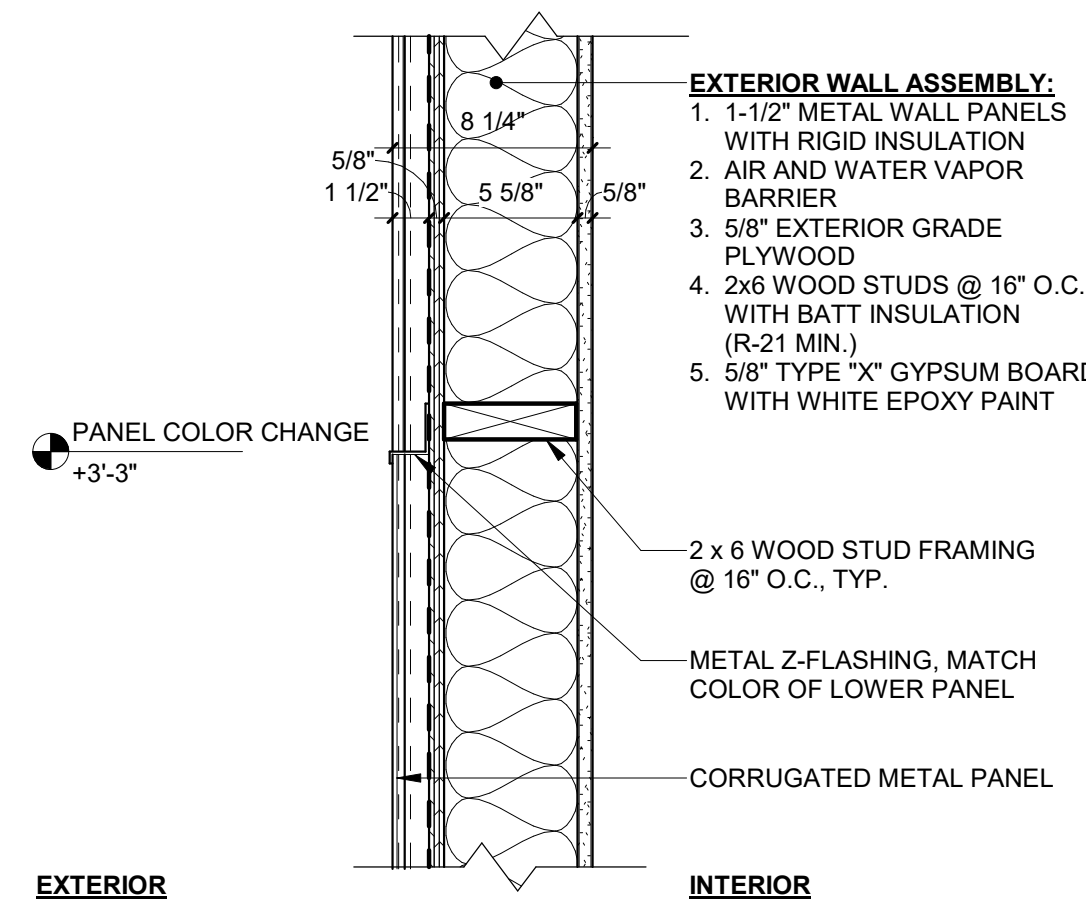 EXTERIOR WALL ASSEMBLY:
1. 1-1/2" METAL WALL PANELS
WITH RIGID INSULATION
2. AIR AND WATER VAPOR
BARRIER
3. 5/8" EXTERIOR GRADE
PLYWOOD
4. 2x6 WOOD STUDS @ 16" O.C.
WITH BATT INSULATION
(R-21 MIN.)
5. 5/8" TYPE "X" GYPSUM BOARD
WITH WHITE EPOXY PAINT
8 1/4"
5/8"
1 1/2"
5 5/8"
5/8"
PANEL COLOR CHANGE
+3'-3"
2 x 6 WOOD STUD FRAMING
@ 16" O.C., TYP.
METAL Z-FLASHING, MATCH
COLOR OF LOWER PANEL
CORRUGATED METAL PANEL
EXTERIOR
INTERIOR